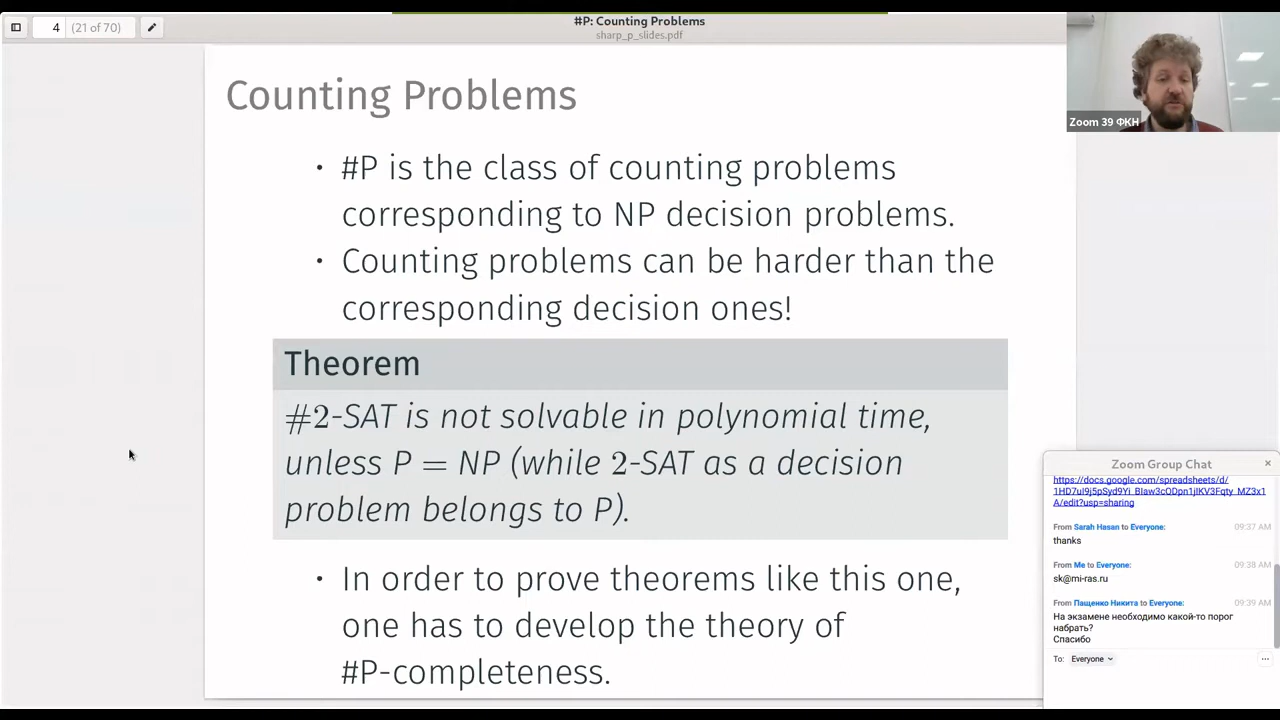 4 (21 of 70)
#P: Counting Problems
sharp_p_slides.pdf
Counting Problems
• #P is the class of counting problems
corresponding to NP decision problems.
• Counting problems can be harder than the
corresponding decision ones!
Theorem
#2-SAT is not solvable in polynomial time,
unless P = NP (while 2-SAT as a decision
problem belongs to P).
• In order to prove theorems like this one,
one has to develop the theory of
#P-completeness.
Zoom 39 ФКН
Zoom Group Chat
https://docs.google.com/spreadsheets/d/
From Sarah Hasan to Everyone: 09:37 AM
thanks
From Me to Everyone: 09:38 AM
sk@mi-ras.ru
From Пащенко Никита to Everyone: 09:39 AM
На экзамене необходимо какой-то порог
набрать?
Спасибо
To: Everyone